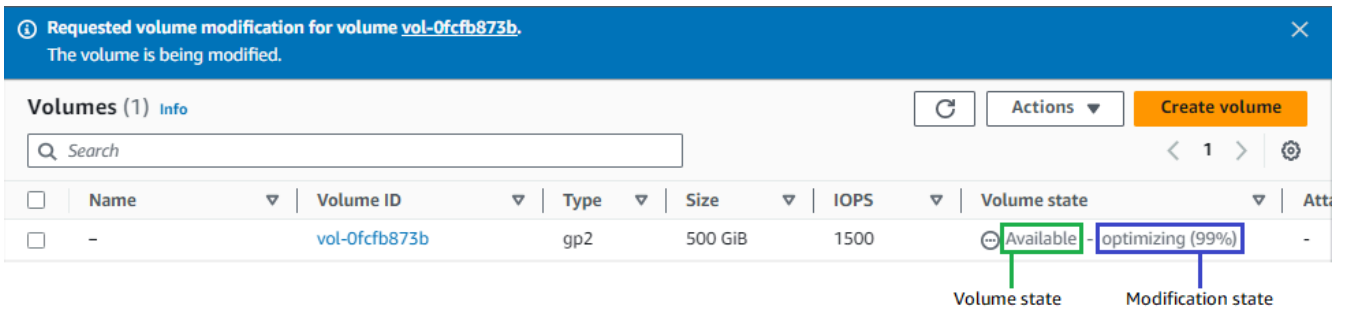 Requested volume modification for volume vol-0fcfb873b.
The volume is being modified.
Volumes (1) Info
Actions
Create volume
Search
1
Name Volume ID Type Size IOPS Volume state Atta
– vol-0fcfb873b gp2 500 GiB 1500 Available - optimizing (99%) -
Volume state Modification state